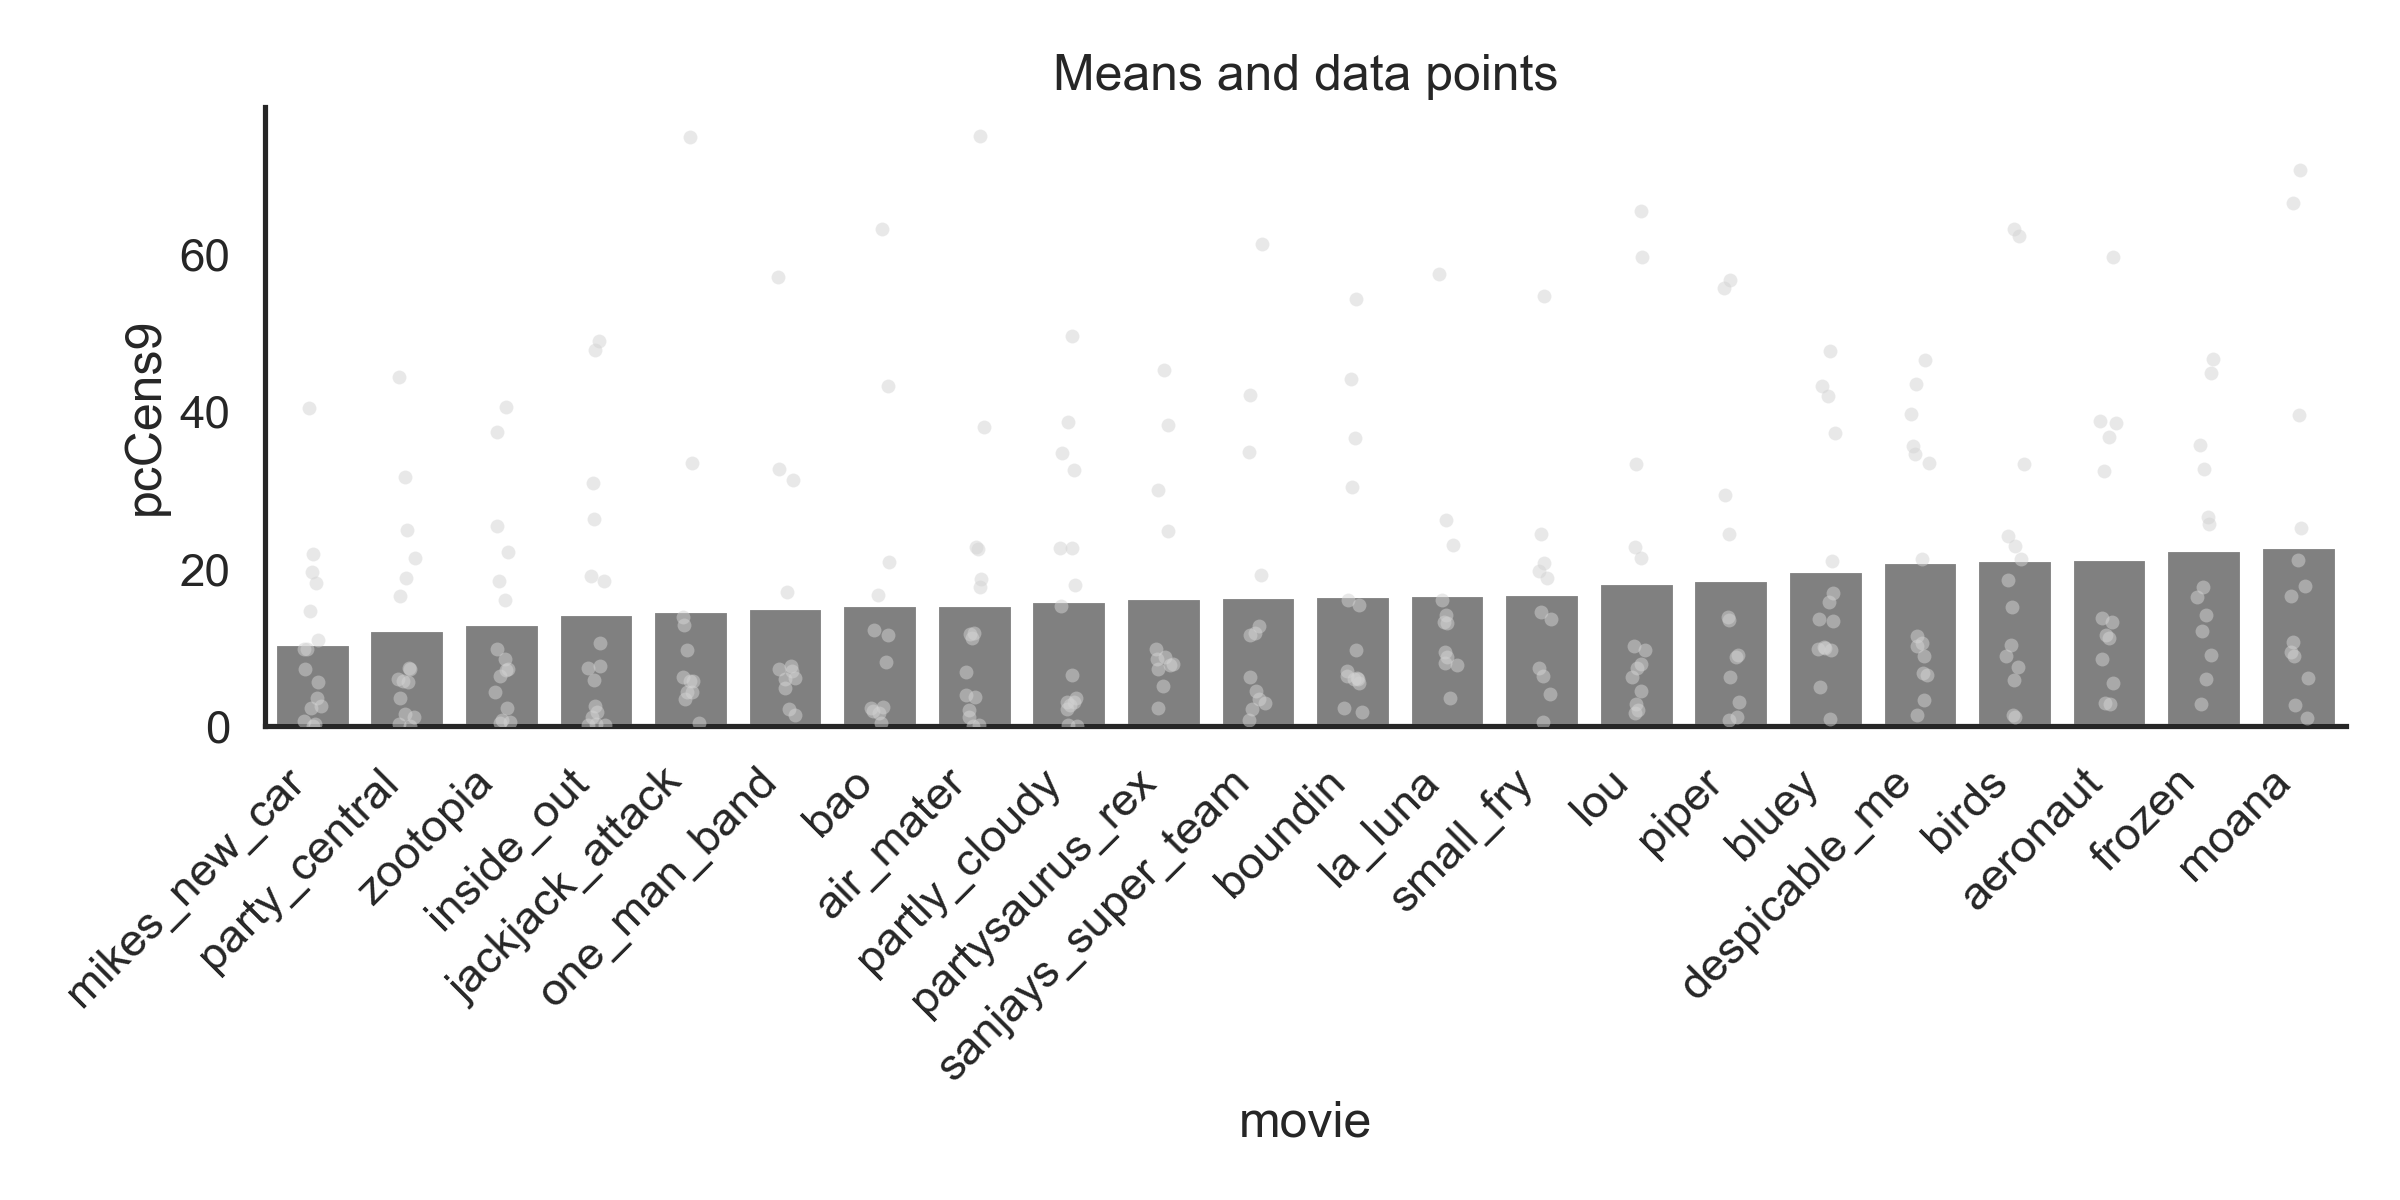 Means and data points
pcCens9
60
40
20
0
mikes_new_car
party_central
zootopia
inside_out
jackjack_attack
one_man_band
bao
air_mater
partly_cloudy
partysaurus_rex
sanjays_super_team
boundin
la_luna
small_fry
lou
piper
bluey
despicable_me
birds
aeronaut
frozen
moana
movie